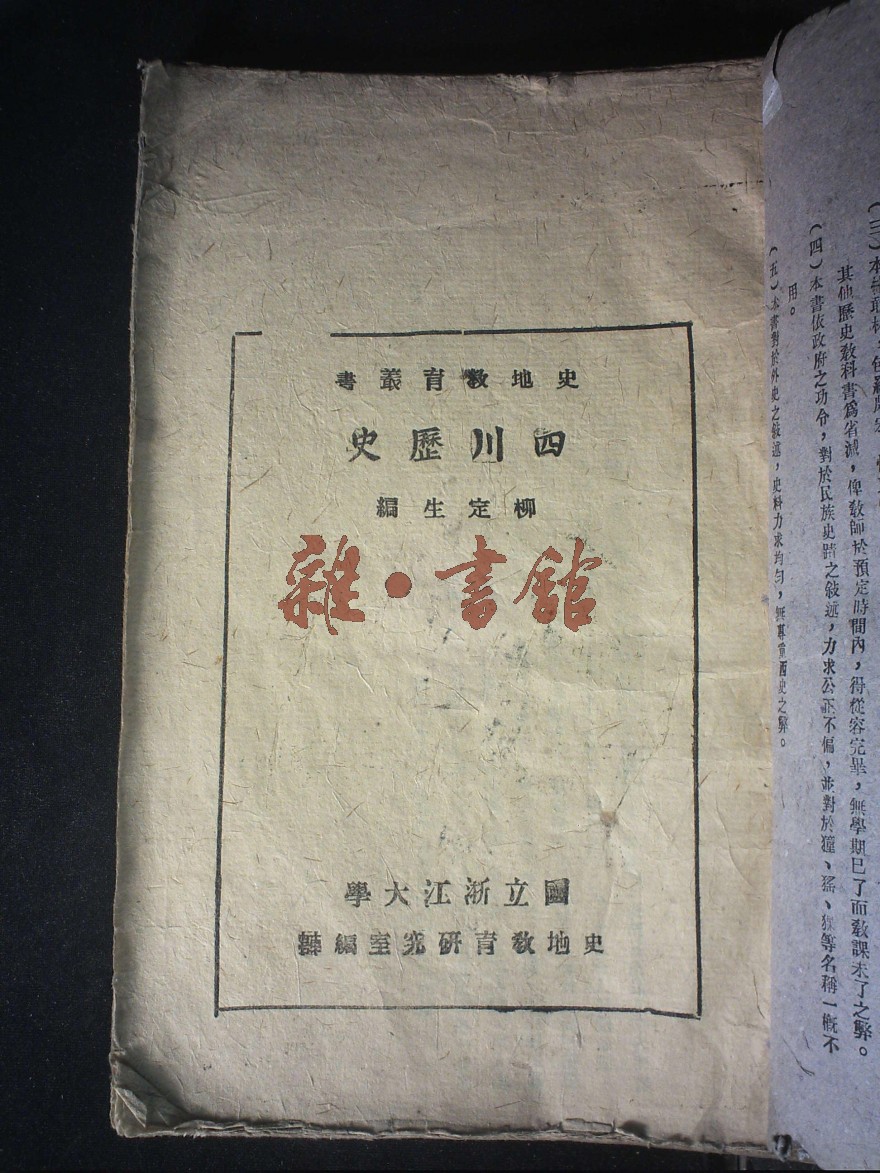 史地教育叢書
四川歷史
柳定生編
雜·書館
國立浙江大學
史地教育研究室編輯
其他歷史教科書爲省減,俾教師於預定時間內,得從容完畢,無學期已了而教課未了之弊。
(四)本書依政府之功令,對於民族史蹟之敍述,力求公正不偏,並對於獞、猺、猓等名稱一概不
用。
(五)本書對於外史之敍述,史料力求均勻,無專重西史之弊。